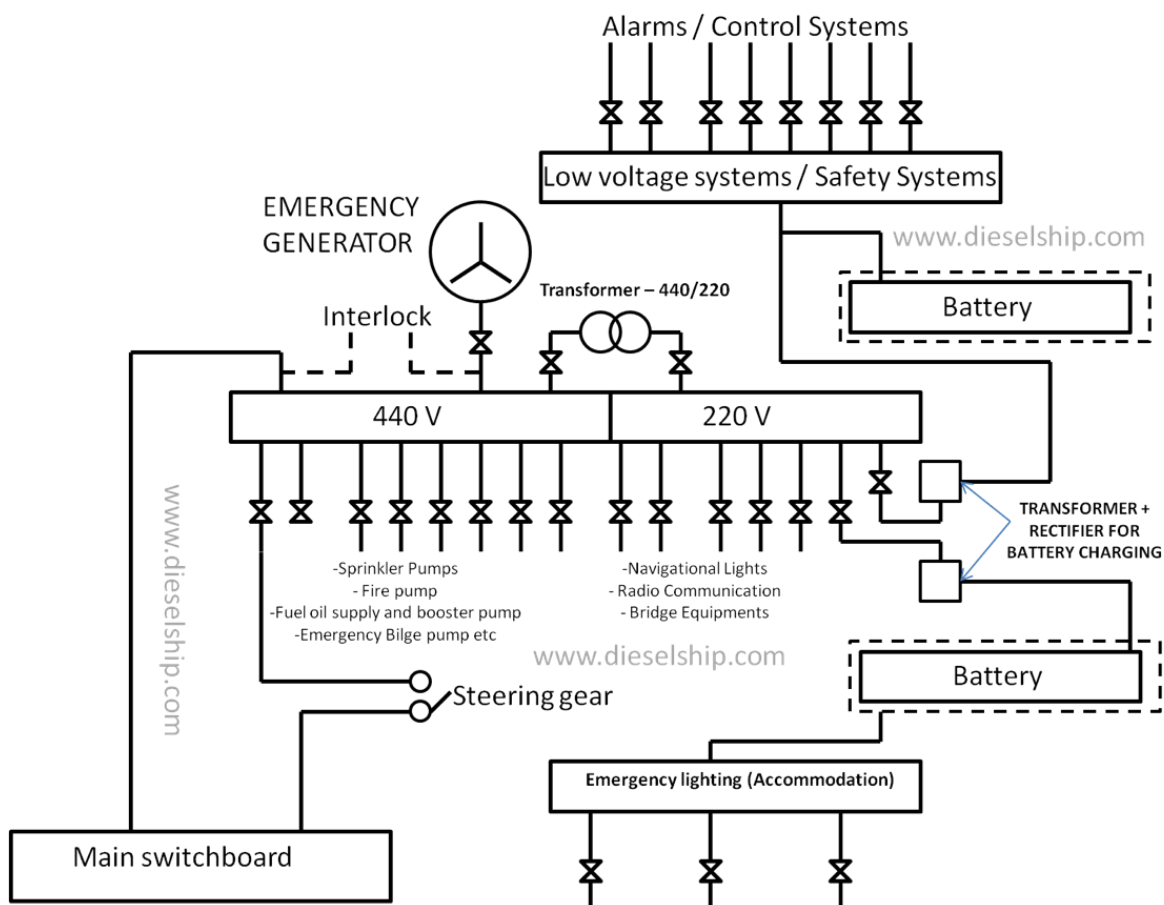 Alarms / Control Systems
Low voltage systems / Safety Systems
EMERGENCY
GENERATOR
www.dieselship.com
Transformer – 440/220
Battery
Interlock
440 V
220 V
www.dieselship.com
TRANSFORMER +
RECTIFIER FOR
BATTERY CHARGING
-Sprinkler Pumps
- Fire pump
-Fuel oil supply and booster pump
-Emergency Bilge pump etc
-Navigational Lights
- Radio Communication
- Bridge Equipments
www.dieselship.com
Steering gear
Battery
Emergency lighting (Accommodation)
Main switchboard